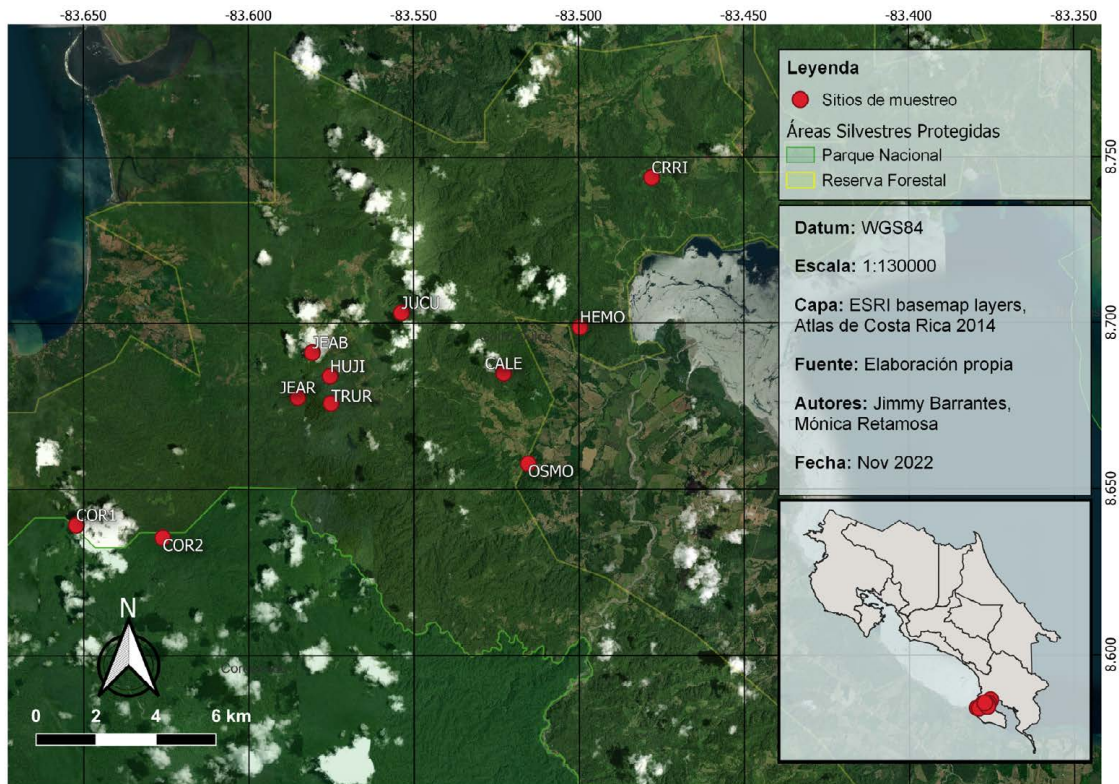 -83.650 -83.600 -83.550 -83.500 -83.450 -83.400 -83.350
Leyenda
Sitios de muestreo
Áreas Silvestres Protegidas
Parque Nacional
Reserva Forestal
8.750
CRRI
Datum: WGS84
Escala: 1:130000
Capa: ESRI basemap layers,
Atlas de Costa Rica 2014
Fuente: Elaboración propia
Autores: Jimmy Barrantes,
Mónica Retamosa
Fecha: Nov 2022
JUCU
HEMO
8.700
JEAB
HUJI
CALE
JEAR
TRUR
OSMO
8.650
COR1
COR2
N
8.600
0 2 4 6 km